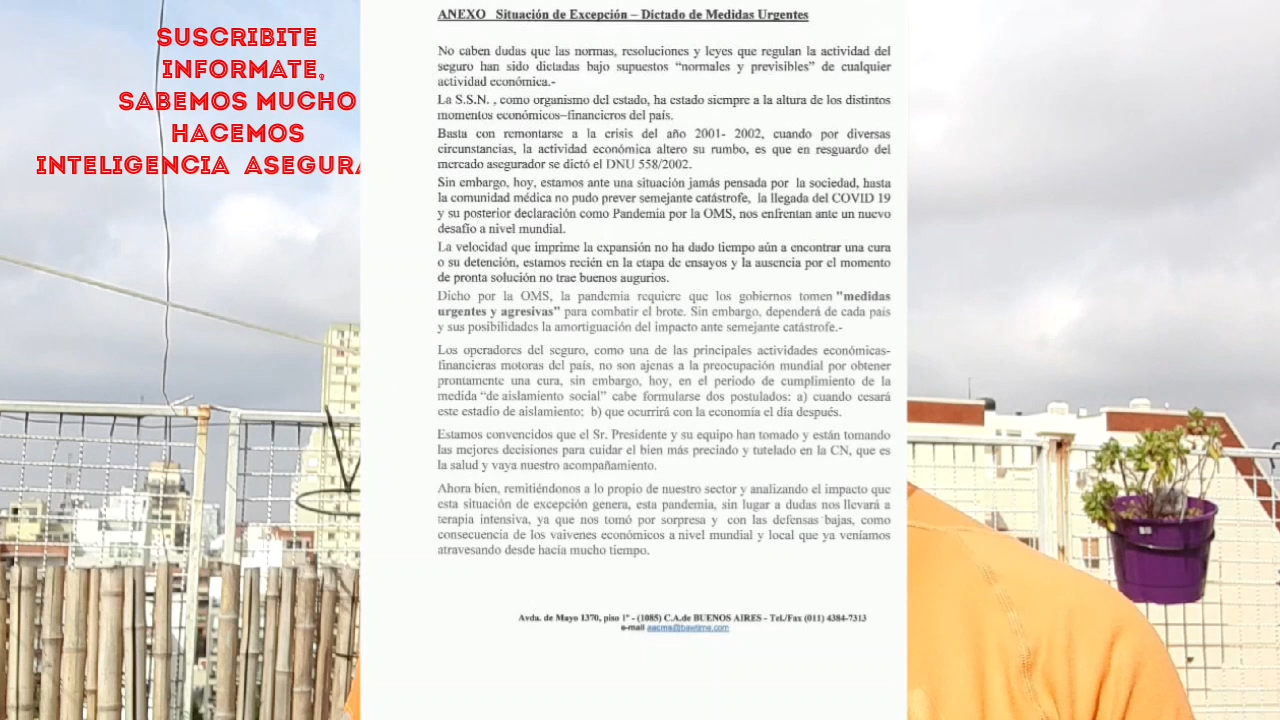 SUSCRIBITE
INFORMATE,
SABEMOS MUCHO
HACEMOS
INTELIGENCIA ASEGURA
ANEXO Situación de Excepción – Dictado de Medidas Urgentes
No caben dudas que las normas, resoluciones y leyes que regulan la actividad del
seguro han sido dictadas bajo supuestos “normales y previsibles” de cualquier
actividad económica.-
La S.S.N. , como organismo del estado, ha estado siempre a la altura de los distintos
momentos económicos–financieros del país.
Basta con remontarse a la crisis del año 2001- 2002, cuando por diversas
circunstancias, la actividad económica altero su rumbo, es que en resguardo del
mercado asegurador se dictó el DNU 558/2002.
Sin embargo, hoy, estamos ante una situación jamás pensada por la sociedad, hasta
la comunidad médica no pudo prever semejante catástrofe, la llegada del COVID 19
y su posterior declaración como Pandemia por la OMS, nos enfrentan ante un nuevo
desafío a nivel mundial.
La velocidad que imprime la expansión no ha dado tiempo aún a encontrar una cura
o su detención, estamos recién en la etapa de ensayos y la ausencia por el momento
de pronta solución no trae buenos augurios.
Dicho por la OMS, la pandemia requiere que los gobiernos tomen "medidas
urgentes y agresivas" para combatir el brote. Sin embargo, dependerá de cada país
y sus posibilidades la amortiguación del impacto ante semejante catástrofe.-
Los operadores del seguro, como una de las principales actividades económicas-
financieras motoras del país, no son ajenas a la preocupación mundial por obtener
prontamente una cura, sin embargo, hoy, en el periodo de cumplimiento de la
medida “de aislamiento social” cabe formularse dos postulados: a) cuando cesará
este estadio de aislamiento; b) que ocurrirá con la economía el día después.
Estamos convencidos que el Sr. Presidente y su equipo han tomado y están tomando
las mejores decisiones para cuidar el bien más preciado y tutelado en la CN, que es
la salud y vaya nuestro acompañamiento.
Ahora bien, remitiéndonos a lo propio de nuestro sector y analizando el impacto que
esta situación de excepción genera, esta pandemia, sin lugar a dudas nos llevará a
terapia intensiva, ya que nos tomó por sorpresa y con las defensas bajas, como
consecuencia de los vaivenes económicos a nivel mundial y local que ya veníamos
atravesando desde hacía mucho tiempo.
Avda. de Mayo 1370, piso 1º - (1085) C.A.de BUENOS AIRES - Tel./Fax (011) 4384-7313
e-mail